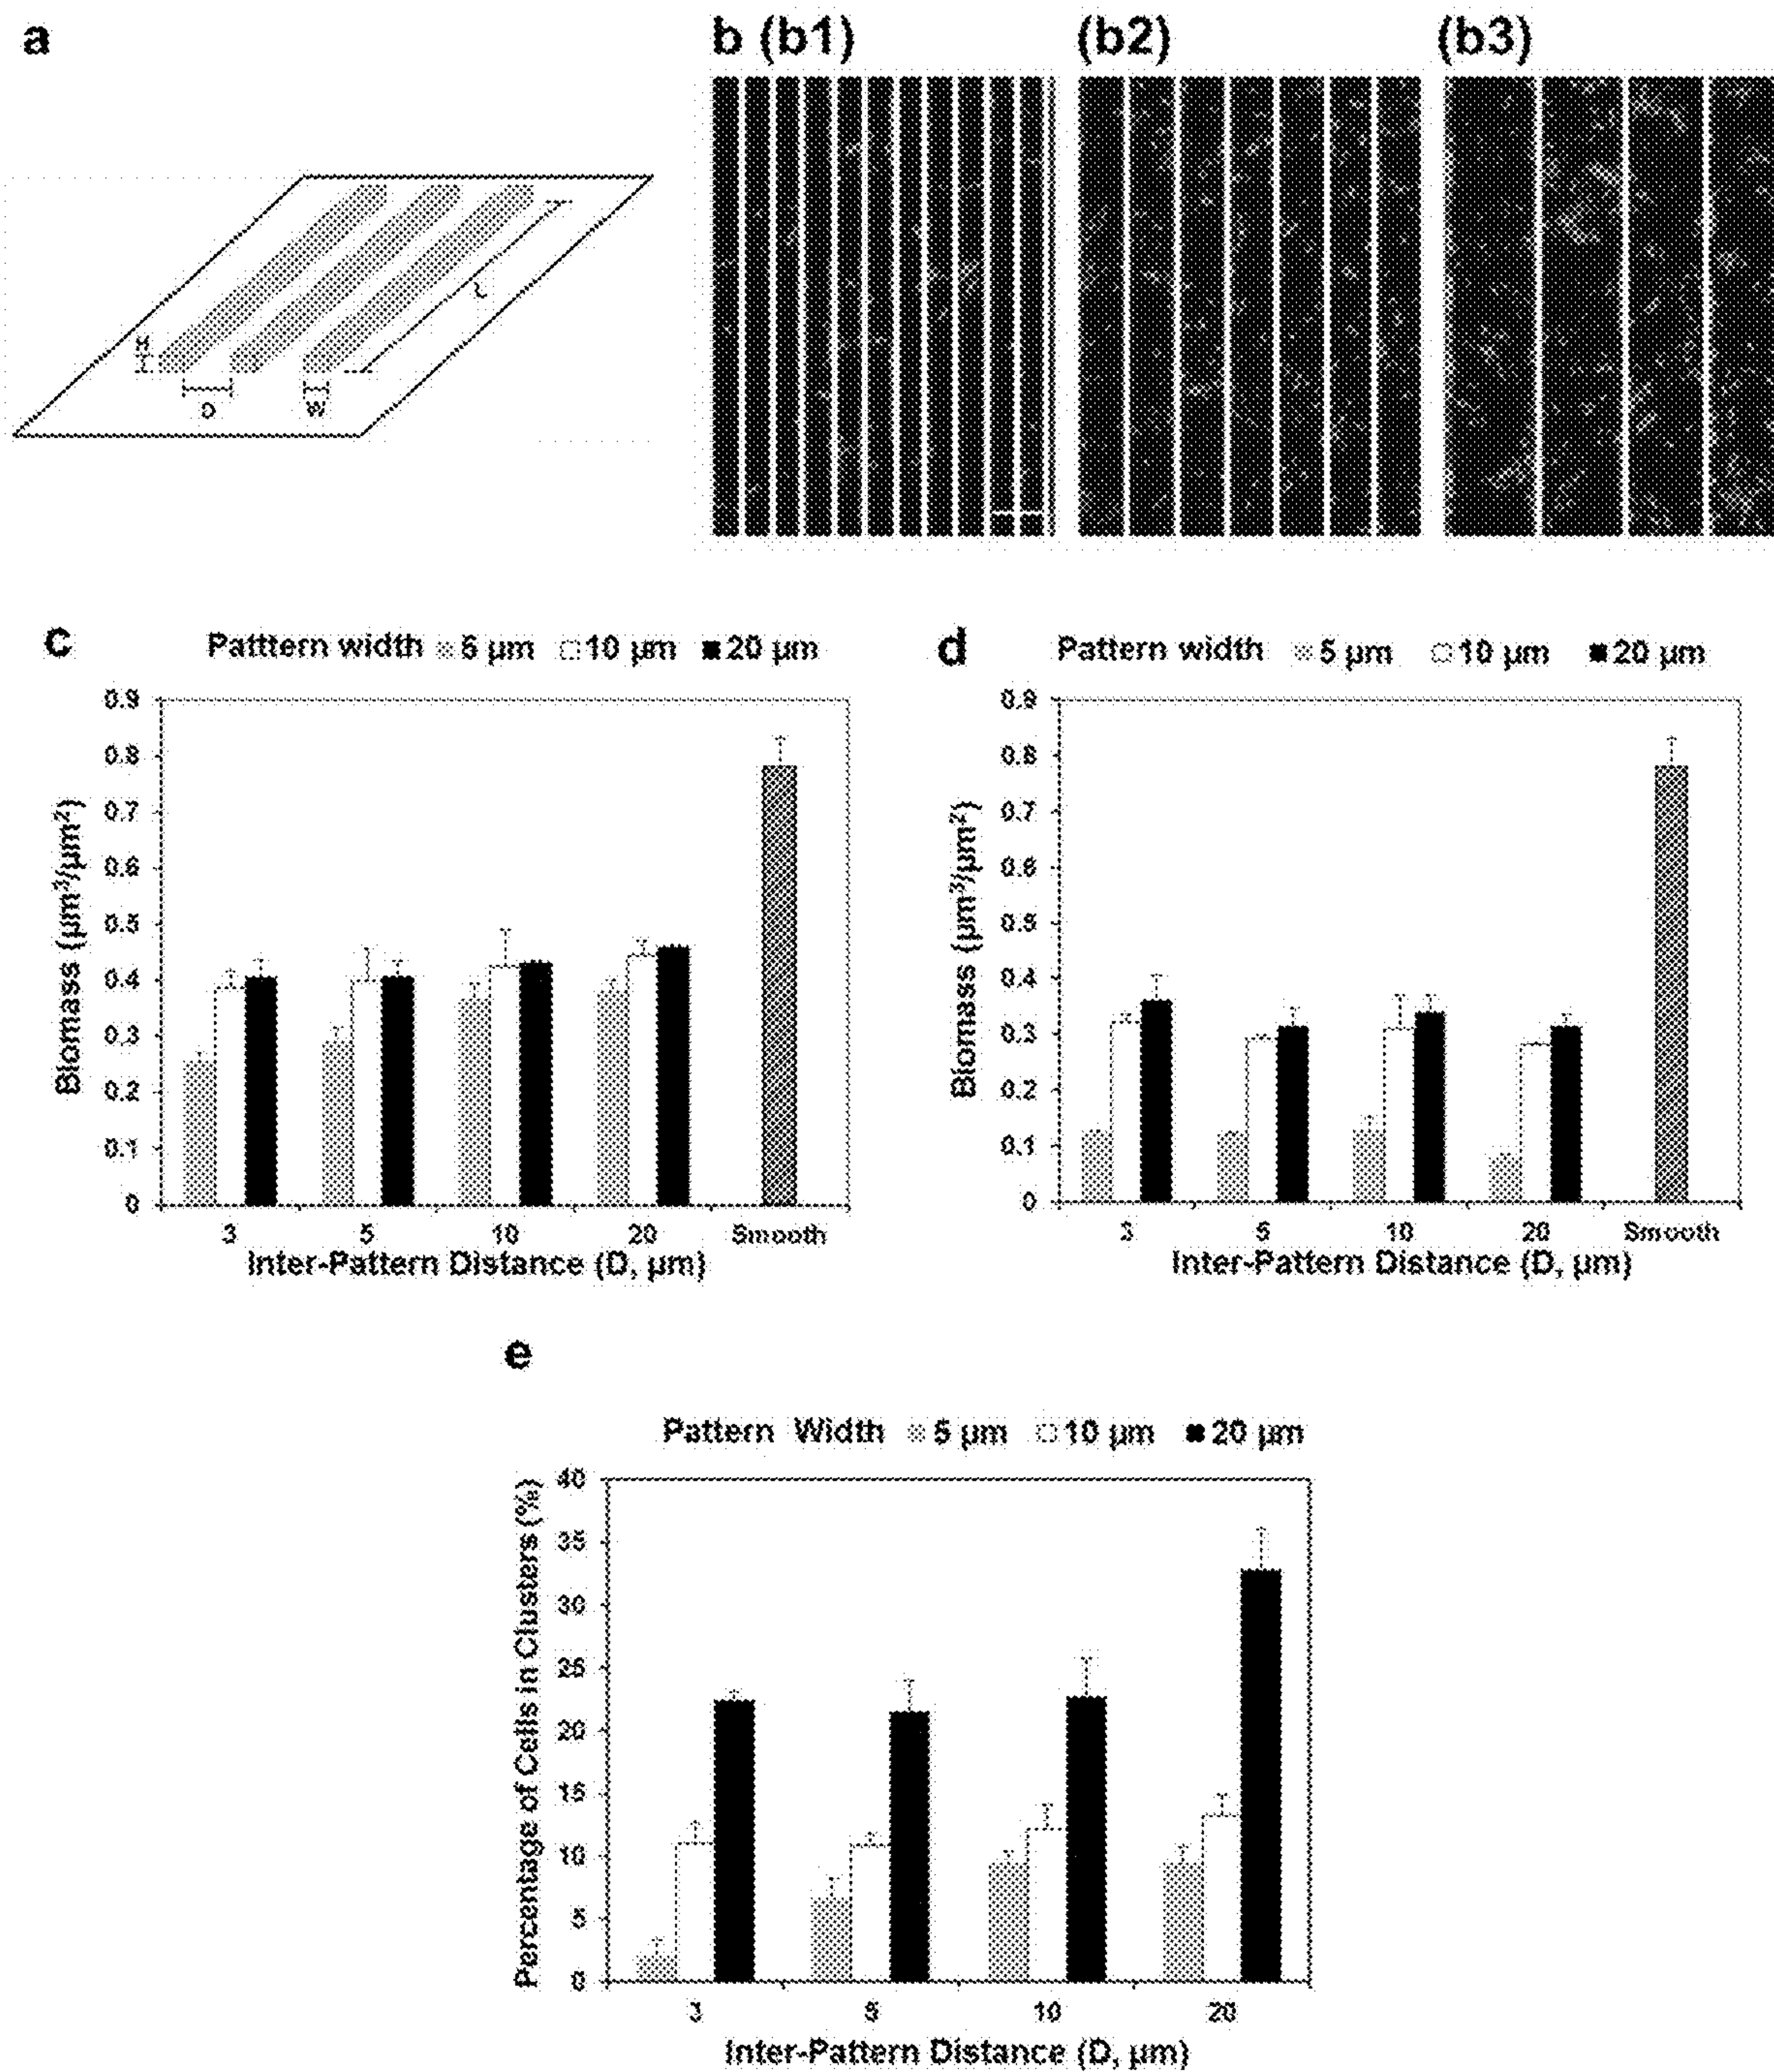 a
b (b1)
(b2)
(b3)
H
D
W
L
c
Patttern width 5 µm 10 µm 20 µm
Biomass (µm³/µm²)
0.9
0.8
0.7
0.6
0.5
0.4
0.3
0.2
0.1
0
3 5 10 20 Smooth
Inter-Pattern Distance (D, µm)
d
Pattern width 5 µm 10 µm 20 µm
Biomass (µm³/µm²)
0.9
0.8
0.7
0.6
0.5
0.4
0.3
0.2
0.1
0
3 5 10 20 Smooth
Inter-Pattern Distance (D, µm)
e
Pattern Width 5 µm 10 µm 20 µm
Percentage of Cells in Clusters (%)
40
35
30
25
20
15
10
5
0
3 5 10 20
Inter-Pattern Distance (D, µm)